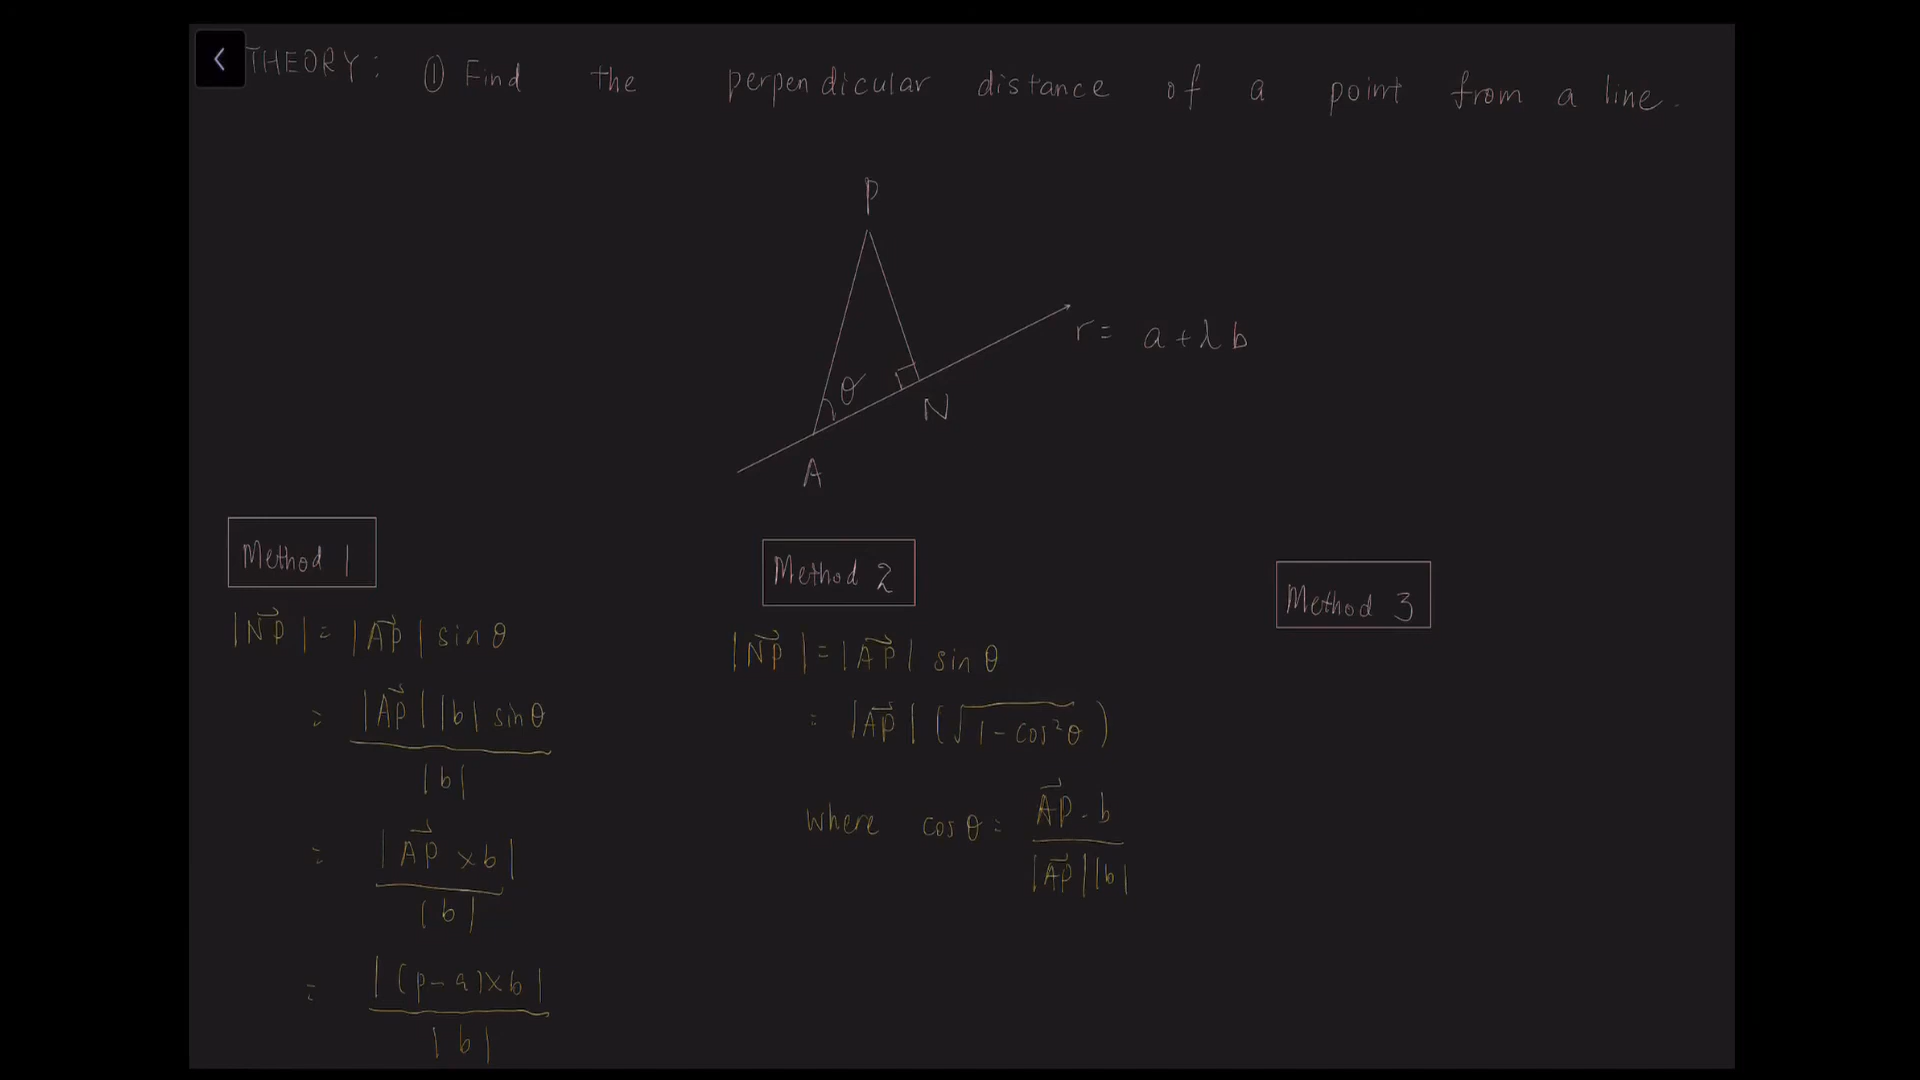 THEORY: ① Find the perpendicular distance of a point from a line.
P
r = a + λ b
θ
N
A
Method 1
|NP⃗| = |AP⃗| sin θ
= |AP⃗| |b| sin θ
|b|
= |AP⃗ × b|
|b|
= |(p - a) × b|
|b|
Method 2
|NP⃗| = |AP⃗| sin θ
= |AP⃗| (√1 - cos²θ)
where cos θ = AP⃗ · b
|AP⃗| |b|
Method 3